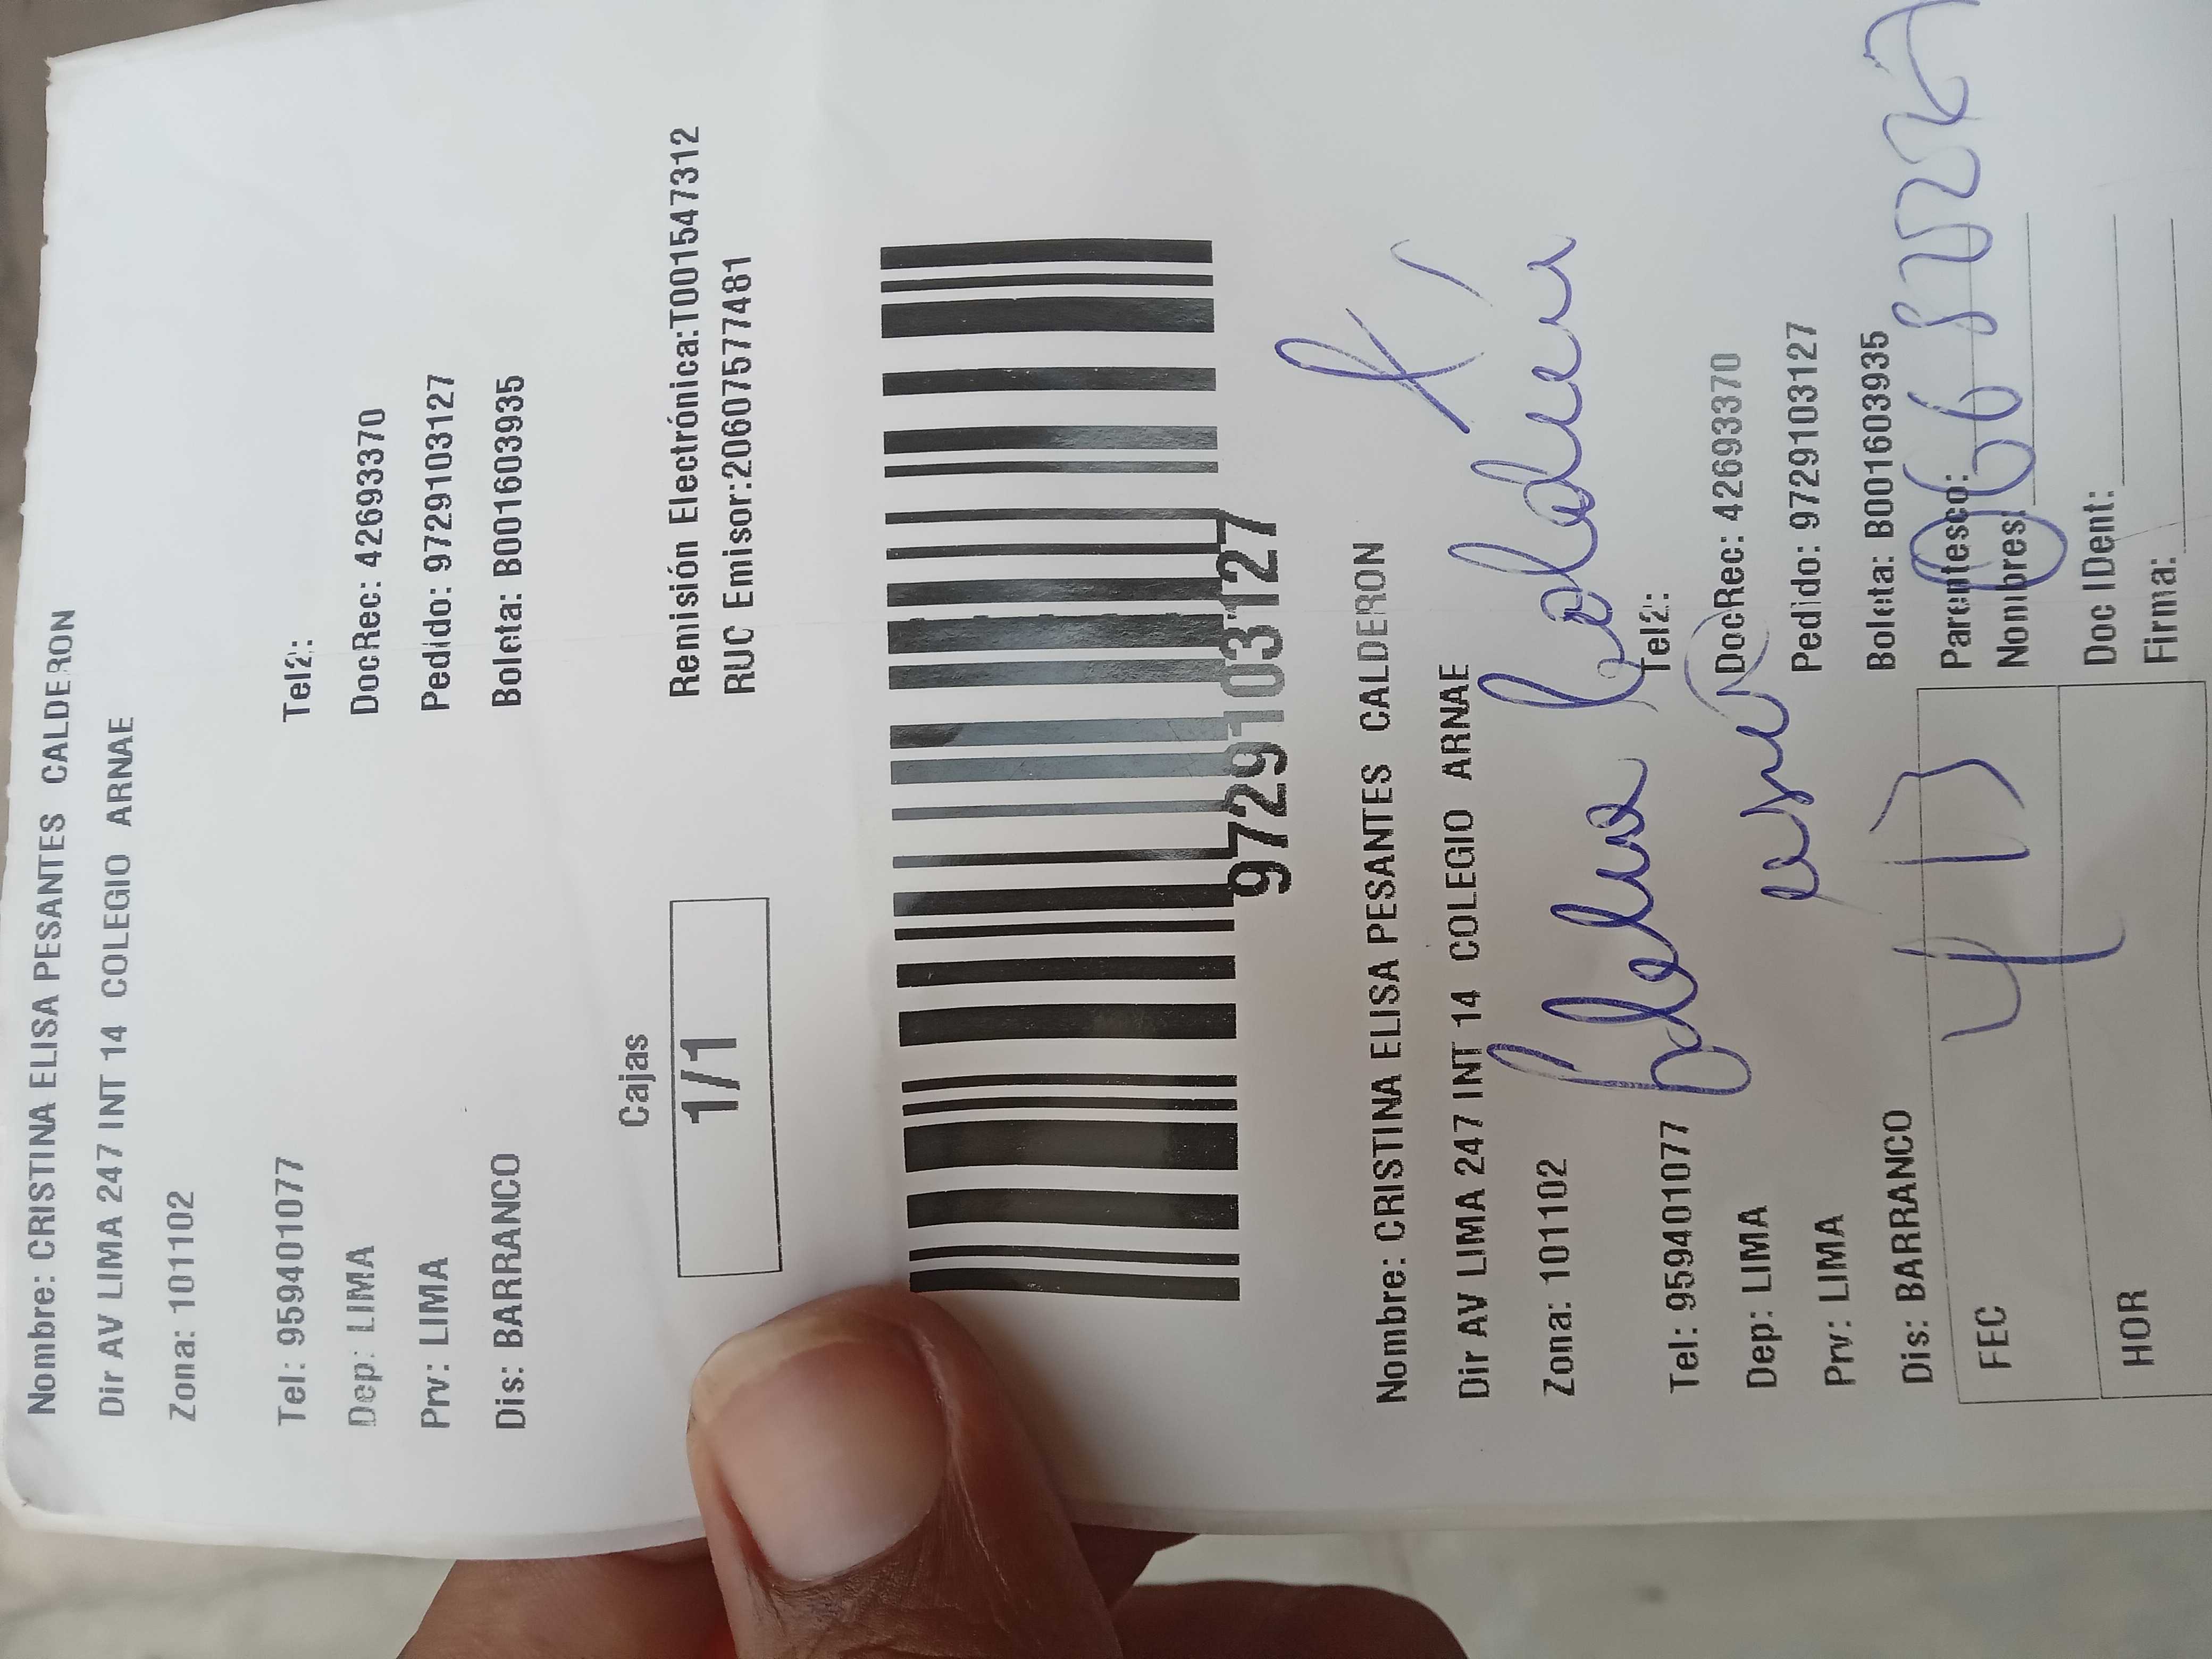 Nombre: CRISTINA ELISA PESANTES CALDERON
Dir AV LIMA 247 INT 14 COLEGIO ARNAE
Zona: 101102
Tel: 959401077 Tel2:
Dep: LIMA DocRec: 42693370
Prv: LIMA Pedido: 9729103127
Dis: BARRANCO Boleta: B001603935
Cajas
1/1
Remisión Electrónica:T001547312
RUC Emisor:20607577481
9729103127
Nombre: CRISTINA ELISA PESANTES CALDERON
Dir AV LIMA 247 INT 14 COLEGIO ARNAE
Zona: 101102
Tel: 959401077 Tel2:
Dep: LIMA DocRec: 42693370
Prv: LIMA Pedido: 9729103127
Dis: BARRANCO Boleta: B001603935
Parentesco:
FEC Nombres:
Doc IDent:
HOR Firma: